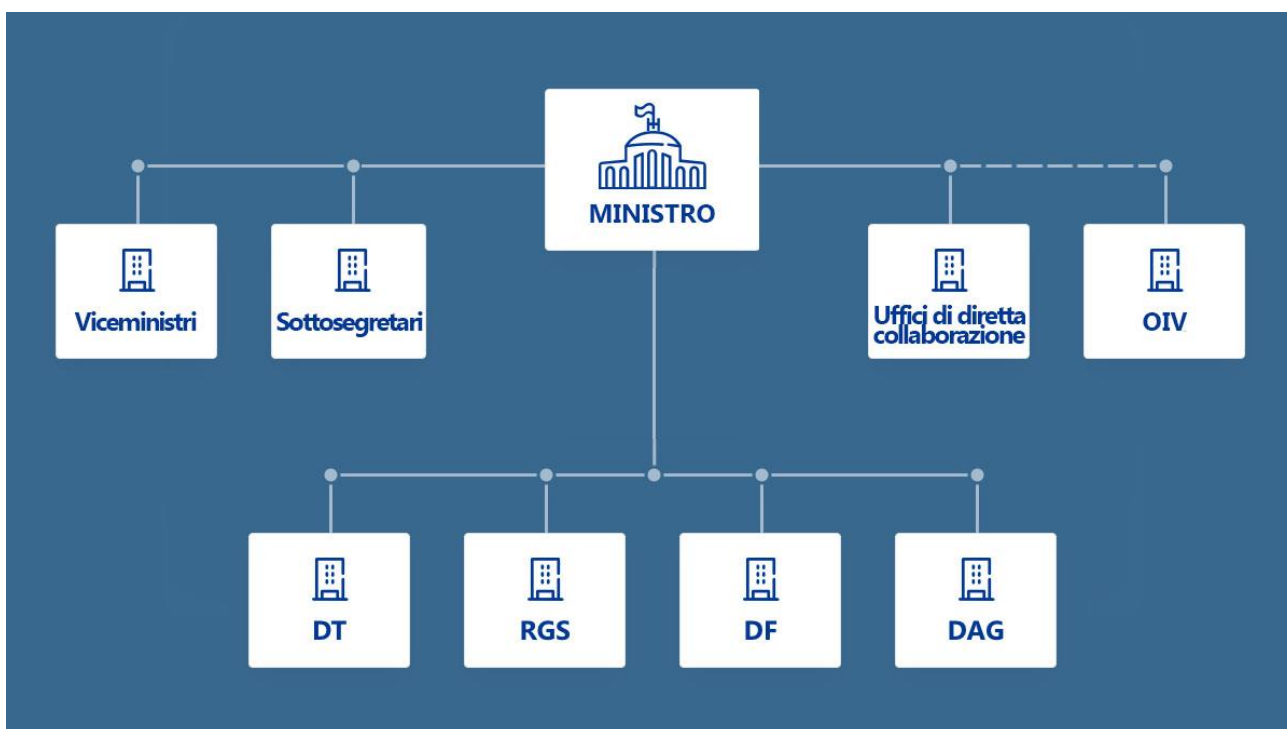 MINISTRO
Viceministri
Sottosegretari
Uffici di diretta
collaborazione
OIV
DT
RGS
DF
DAG